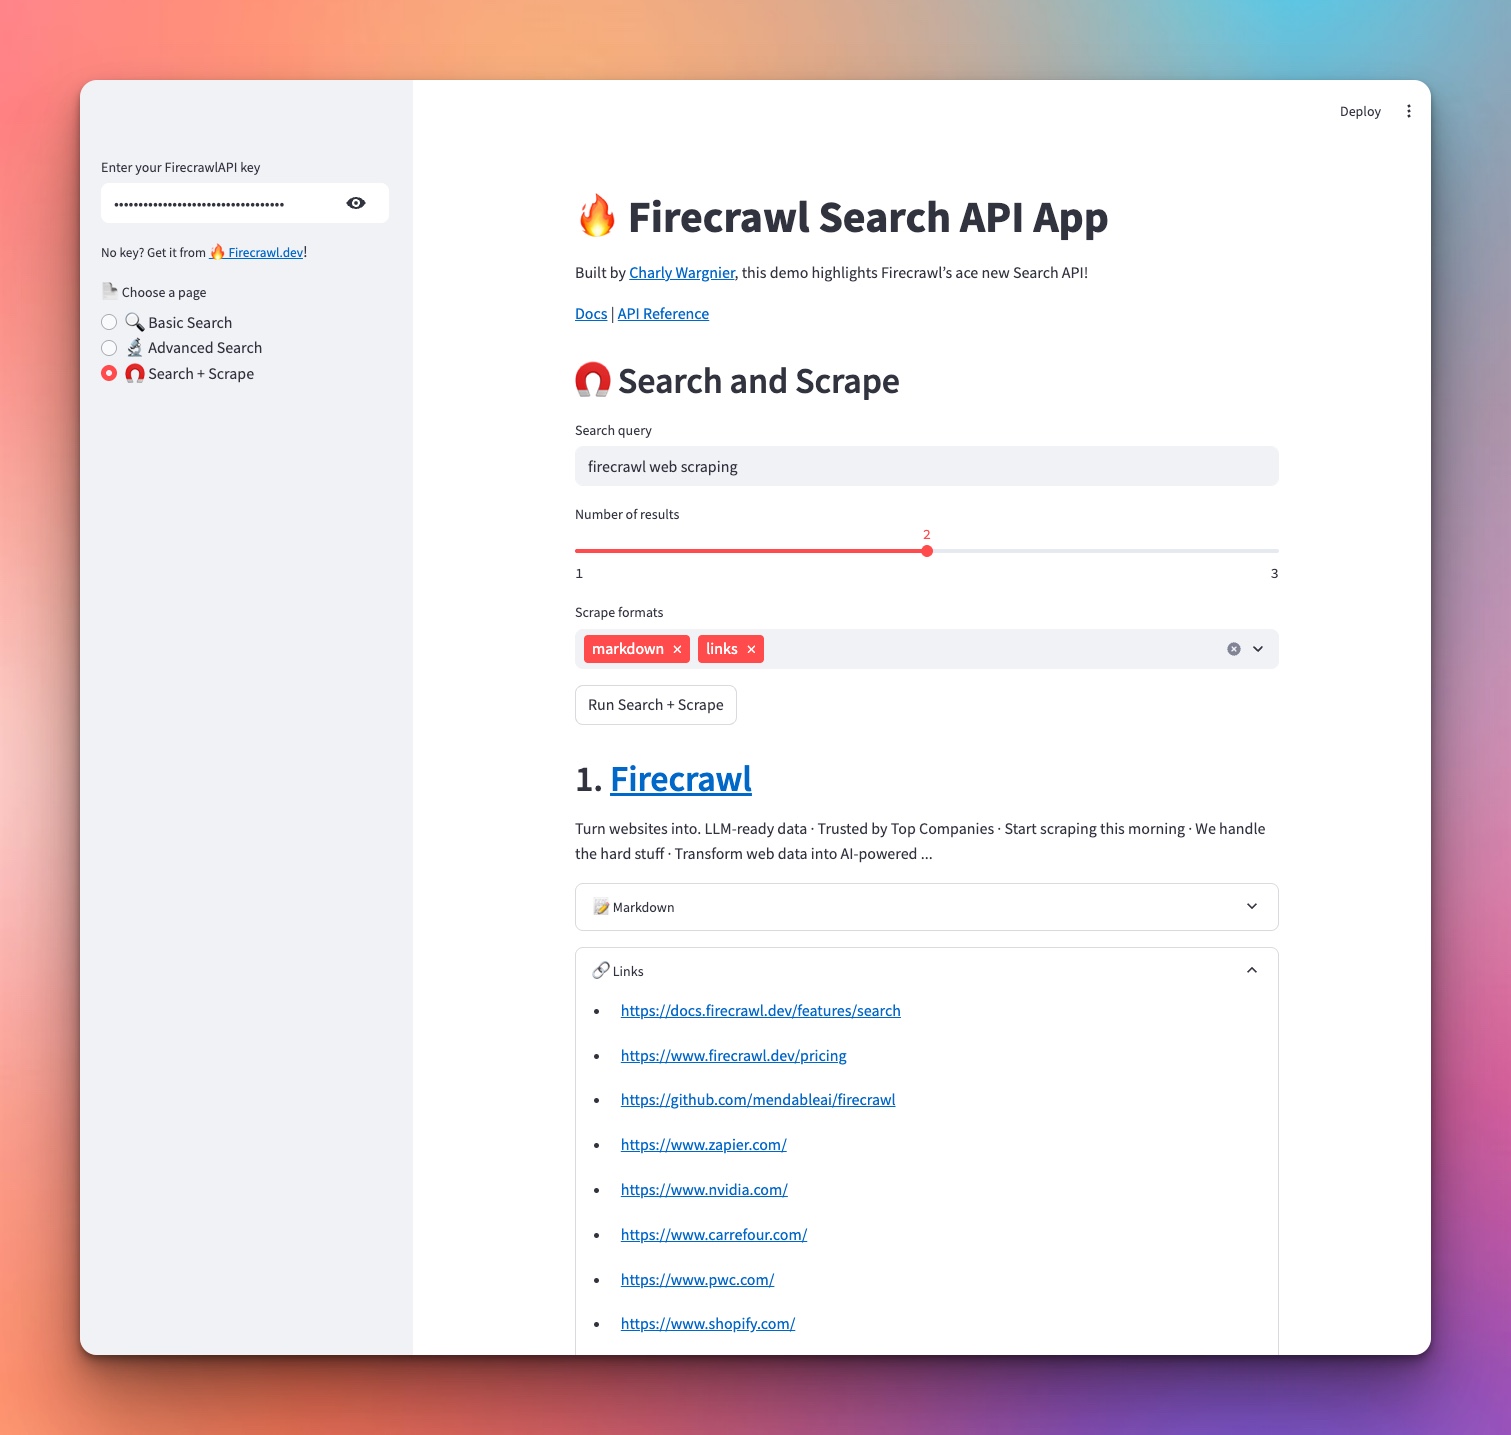 Deploy
Enter your FirecrawlAPI key
••••••••••••••••••••••••••••••••••••
No key? Get it from 🔥 Firecrawl.dev!
Choose a page
Basic Search
Advanced Search
Search + Scrape
🔥 Firecrawl Search API App
Built by Charly Wargnier, this demo highlights Firecrawl’s ace new Search API!
Docs | API Reference
🧲 Search and Scrape
Search query
firecrawl web scraping
Number of results
2
1
3
Scrape formats
markdown ×
links ×
Run Search + Scrape
1. Firecrawl
Turn websites into. LLM-ready data · Trusted by Top Companies · Start scraping this morning · We handle
the hard stuff · Transform web data into AI-powered ...
Markdown
Links
• https://docs.firecrawl.dev/features/search
• https://www.firecrawl.dev/pricing
• https://github.com/mendableai/firecrawl
• https://www.zapier.com/
• https://www.nvidia.com/
• https://www.carrefour.com/
• https://www.pwc.com/
• https://www.shopify.com/